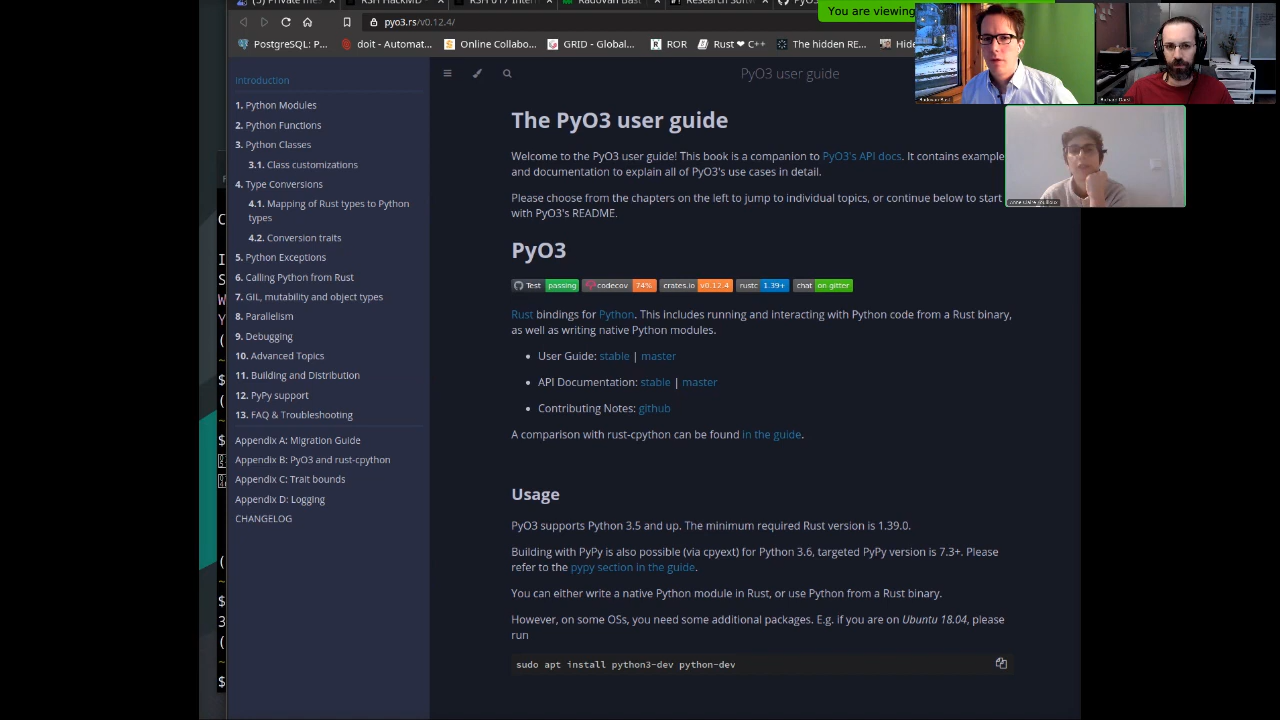 You are viewing
pyo3.rs/v0.12.4/
PostgreSQL: P...
doit - Automat...
Online Collabo...
GRID - Global...
ROR
Rust ❤ C++
The hidden RE...
Introduction
1. Python Modules
2. Python Functions
3. Python Classes
3.1. Class customizations
4. Type Conversions
4.1. Mapping of Rust types to Python
types
4.2. Conversion traits
5. Python Exceptions
6. Calling Python from Rust
7. GIL, mutability and object types
8. Parallelism
9. Debugging
10. Advanced Topics
11. Building and Distribution
12. PyPy support
13. FAQ & Troubleshooting
Appendix A: Migration Guide
Appendix B: PyO3 and rust-cpython
Appendix C: Trait bounds
Appendix D: Logging
CHANGELOG
PyO3 user guide
The PyO3 user guide
Welcome to the PyO3 user guide! This book is a companion to PyO3's API docs. It contains example
and documentation to explain all of PyO3's use cases in detail.
Please choose from the chapters on the left to jump to individual topics, or continue below to start
with PyO3's README.
PyO3
Test passing codecov 74% crates.io v0.12.4 rustc 1.39+ chat on gitter
Rust bindings for Python. This includes running and interacting with Python code from a Rust binary,
as well as writing native Python modules.
• User Guide: stable | master
• API Documentation: stable | master
• Contributing Notes: github
A comparison with rust-cpython can be found in the guide.
Usage
PyO3 supports Python 3.5 and up. The minimum required Rust version is 1.39.0.
Building with PyPy is also possible (via cpyext) for Python 3.6, targeted PyPy version is 7.3+. Please
refer to the pypy section in the guide.
You can either write a native Python module in Rust, or use Python from a Rust binary.
However, on some OSs, you need some additional packages. E.g. if you are on Ubuntu 18.04, please
run
sudo apt install python3-dev python-dev